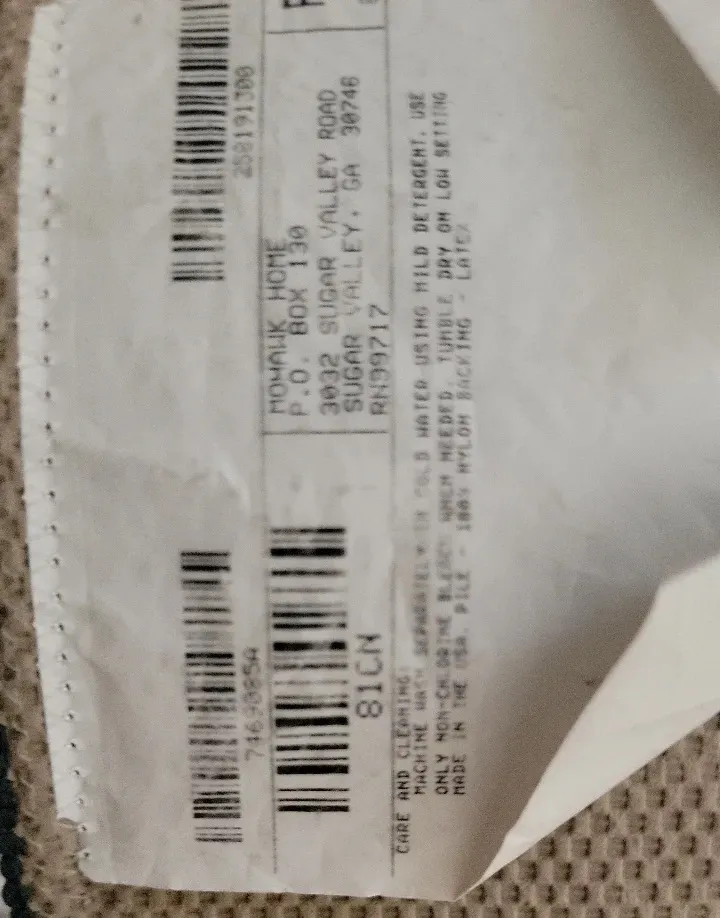 74690085A
258191300
81CN
MOHAWK HOME
P.O. BOX 130
3032 SUGAR VALLEY ROAD
SUGAR VALLEY, GA 30746
RN99717
CARE AND CLEANING:
MACHINE WASH SEPARATELY IN COLD WATER USING MILD DETERGENT. USE
ONLY NON-CHLORINE BLEACH WHEN NEEDED. TUMBLE DRY ON LOW SETTING
MADE IN THE USA. PILE - 100% NYLON BACKING - LATEX